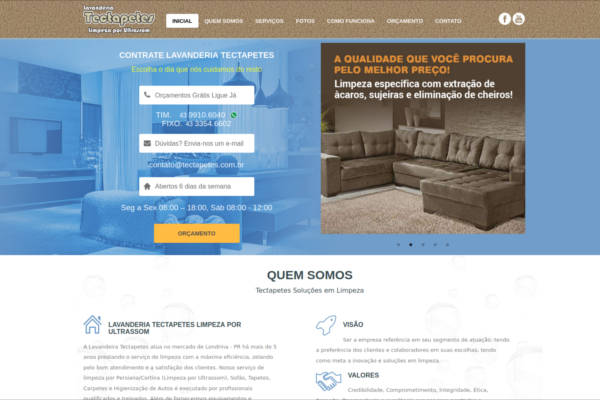 lavanderia
Tectapetes
Limpeza por Ultrassom
INICIAL QUEM SOMOS SERVIÇOS FOTOS COMO FUNCIONA ORÇAMENTO CONTATO
CONTRATE LAVANDERIA TECTAPETES
Escolha o dia que nós cuidamos do resto
Orçamentos Grátis Ligue Já
TIM. 43 9910.6040
FIXO. 43 3354.6602
Dúvidas? Envia-nos um e-mail
contato@tectapetes.com.br
Abertos 6 dias da semana
Seg a Sex 08:00 – 18:00, Sáb 08:00 - 12:00
ORÇAMENTO
A QUALIDADE QUE VOCÊ PROCURA
PELO MELHOR PREÇO!
Limpeza específica com extração de
ácaros, sujeiras e eliminação de cheiros!
QUEM SOMOS
Tectapetes Soluções em Limpeza
LAVANDERIA TECTAPETES LIMPEZA POR
ULTRASSOM
A Lavanderia Tectapetes atua no mercado de Londrina - PR há mais de 5
anos prestando o serviço de limpeza com a máxima eficiência, zelando
pelo bom atendimento e a satisfação dos clientes. Nosso serviço de
limpeza por Persiana/Cortina (Limpeza por Ultrassom), Sofás, Tapetes,
Carpetes e Higienização de Autos é executado por profissionais
qualificados e treinados. Além de fornecermos equipamentos e
VISÃO
Ser a empresa referência em seu segmento de atuação; tendo
a preferência dos clientes e colaboradores em suas escolhas, tendo
como meta a inovação e soluções em limpeza.
VALORES
Credibilidade, Comprometimento, Integridade, Ética,